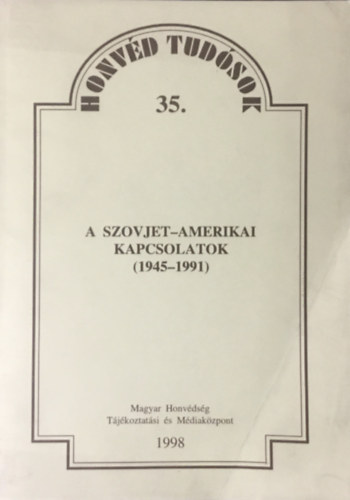 HONVÉD TUDÓSOK
35.
A SZOVJET–AMERIKAI
KAPCSOLATOK
(1945–1991)
Magyar Honvédség
Tájékoztatási és Médiaközpont
1998